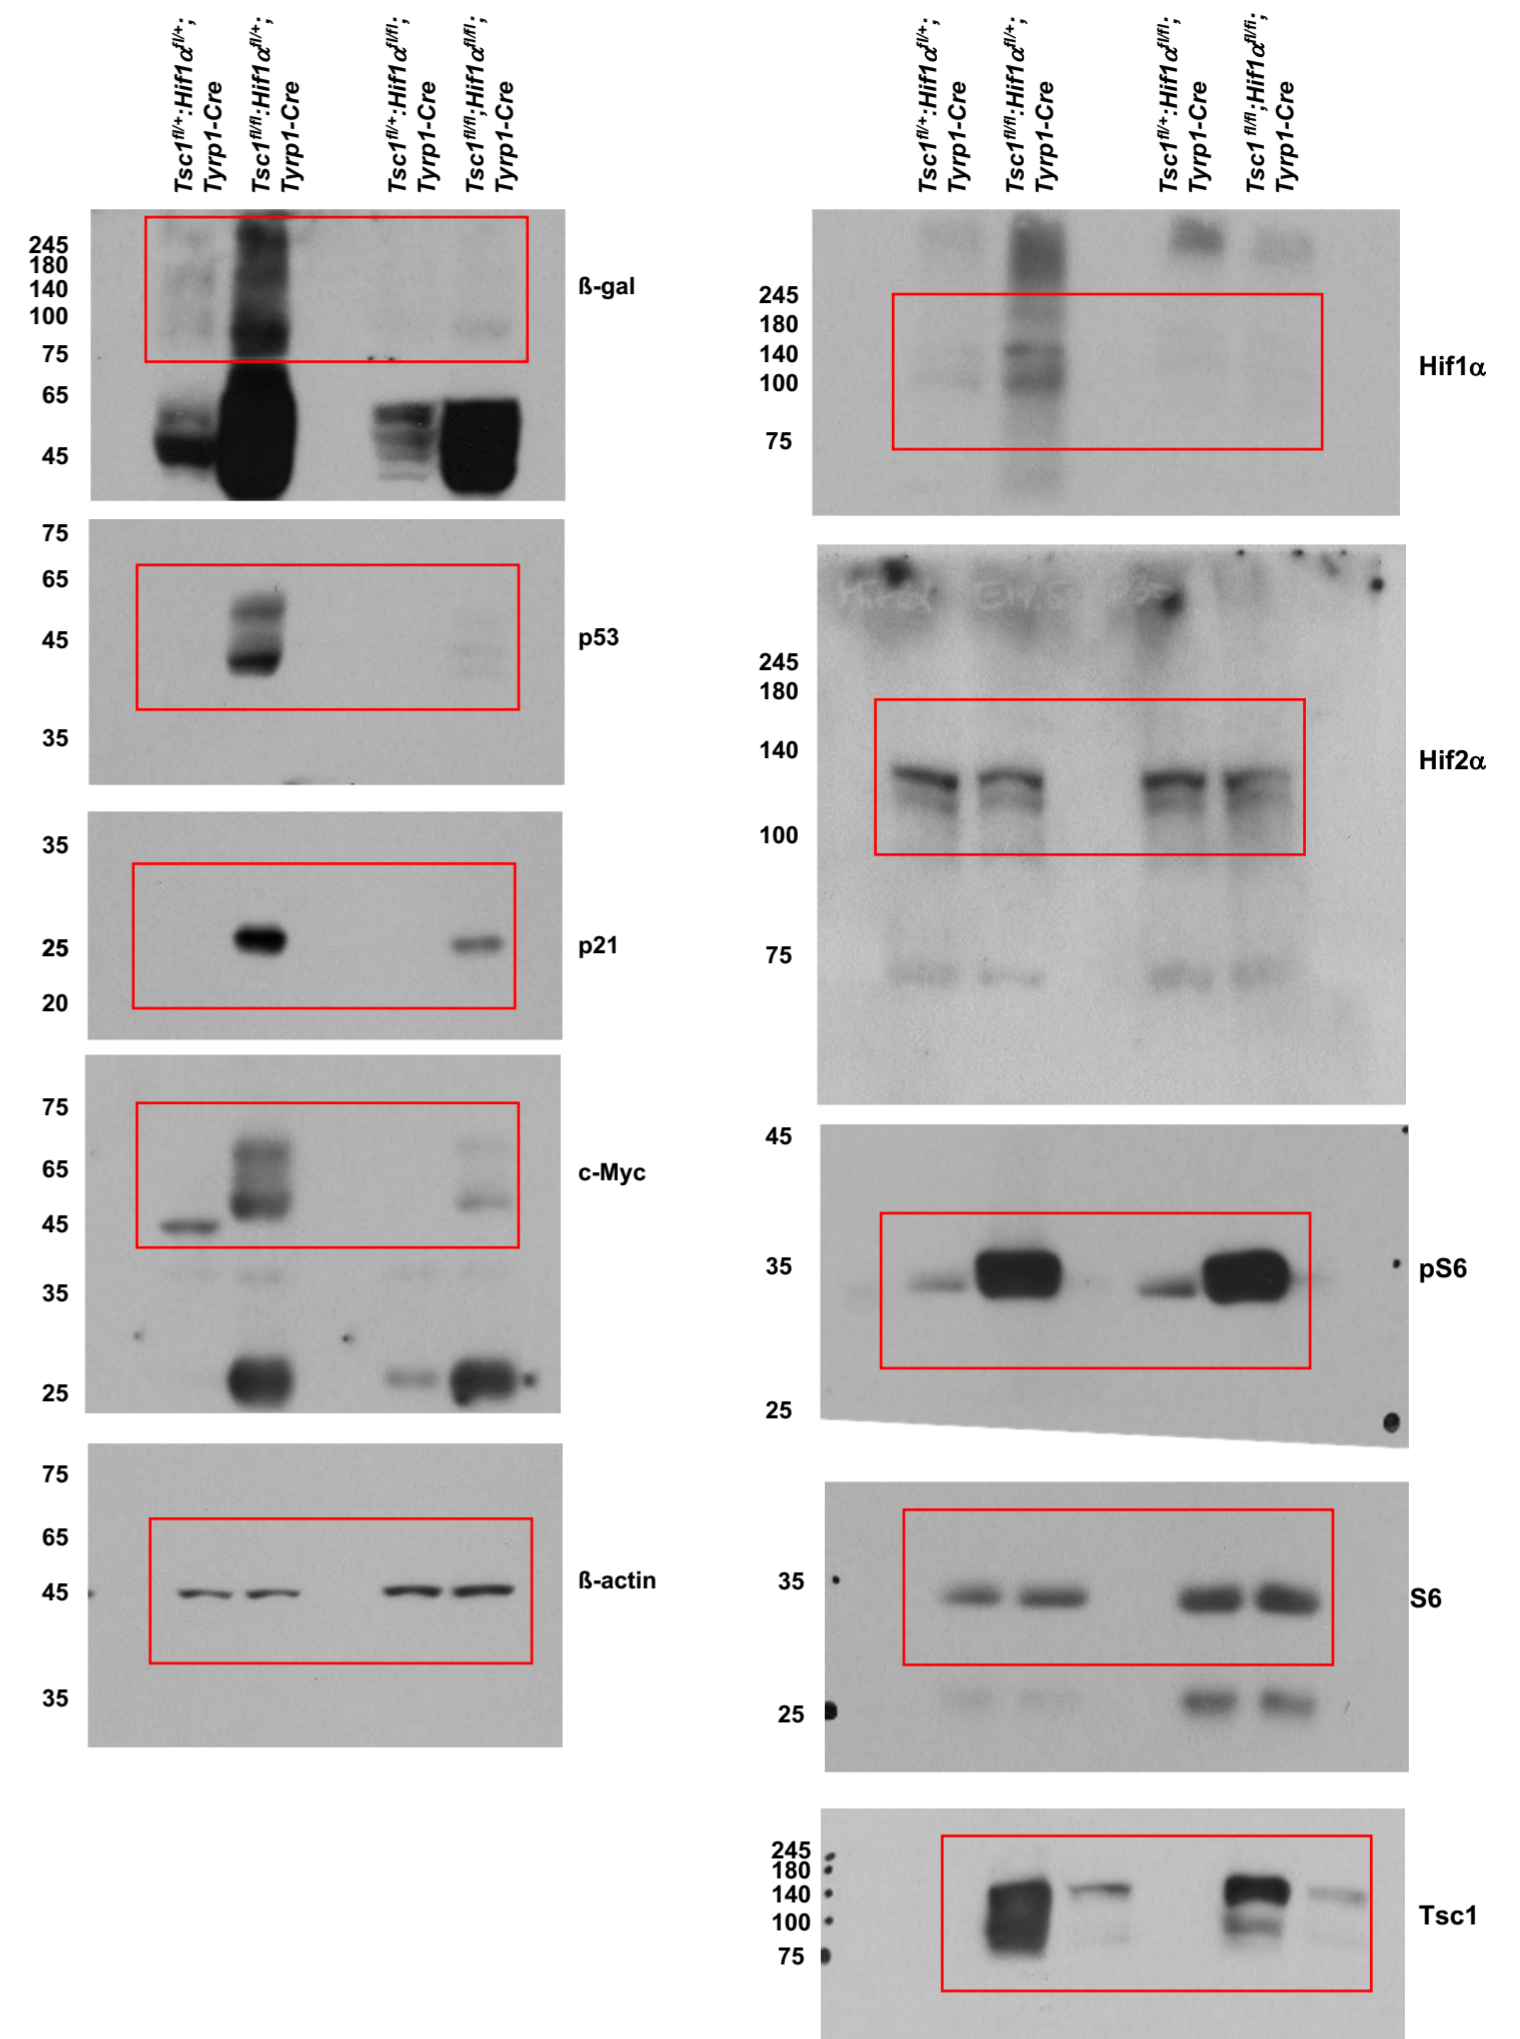 Tsc1fl/+:Hif1αfl/+;
Tyrp1-Cre
Tsc1fl/fl:Hif1αfl/+;
Tyrp1-Cre
Tsc1fl/+:Hif1αfl/fl;
Tyrp1-Cre
Tsc1fl/fl;Hif1αfl/fl;
Tyrp1-Cre
245
180
140
100
75
65
45
ß-gal
75
65
45
35
p53
35
25
20
p21
75
65
45
35
25
c-Myc
75
65
45
35
ß-actin
Tsc1fl/+:Hif1αfl/+;
Tyrp1-Cre
Tsc1fl/fl:Hif1αfl/+;
Tyrp1-Cre
Tsc1fl/+:Hif1αfl/fl;
Tyrp1-Cre
Tsc1 fl/fl;Hif1αfl/fl;
Tyrp1-Cre
245
180
140
100
75
Hif1α
245
180
140
100
75
Hif2α
45
35
25
pS6
35
25
S6
245
180
140
100
75
Tsc1